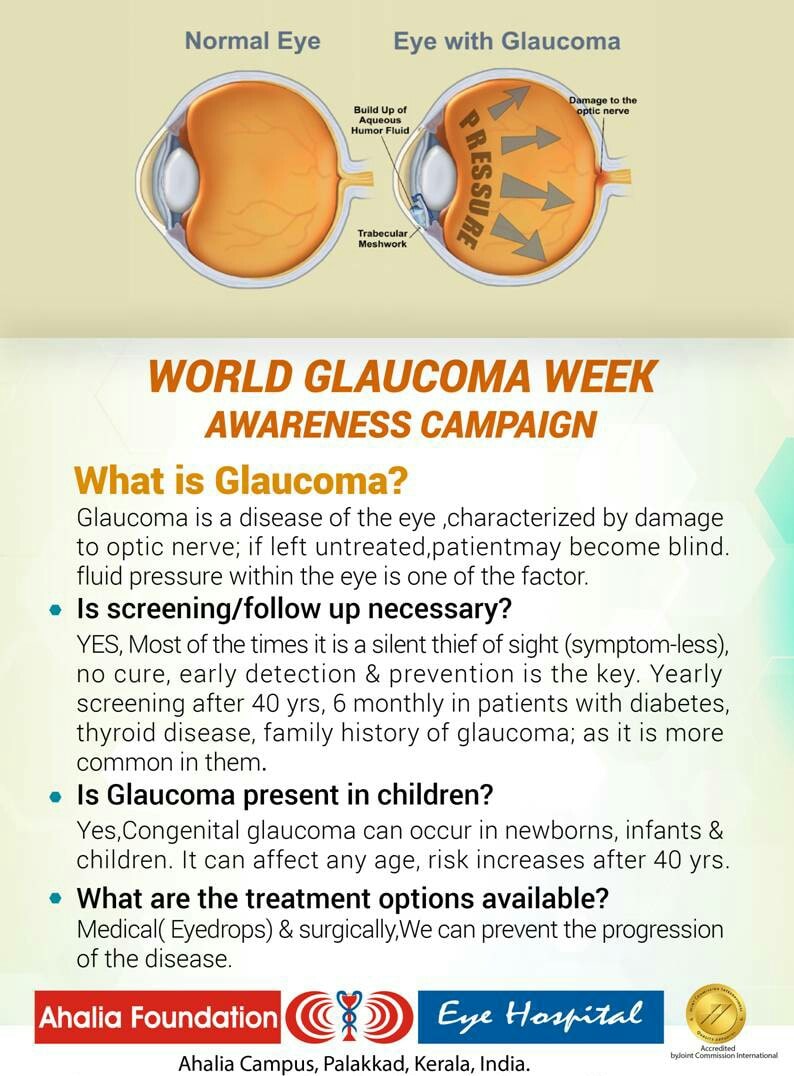 Normal Eye
Eye with Glaucoma
Build Up of
Aqueous
Humor Fluid
Damage to the
optic nerve
PRESSURE
Trabecular
Meshwork
WORLD GLAUCOMA WEEK
AWARENESS CAMPAIGN
What is Glaucoma?
Glaucoma is a disease of the eye ,characterized by damage
to optic nerve; if left untreated,patientmay become blind.
fluid pressure within the eye is one of the factor.
Is screening/follow up necessary?
YES, Most of the times it is a silent thief of sight (symptom-less),
no cure, early detection & prevention is the key. Yearly
screening after 40 yrs, 6 monthly in patients with diabetes,
thyroid disease, family history of glaucoma; as it is more
common in them.
Is Glaucoma present in children?
Yes,Congenital glaucoma can occur in newborns, infants &
children. It can affect any age, risk increases after 40 yrs.
What are the treatment options available?
Medical( Eyedrops) & surgically,We can prevent the progression
of the disease.
Ahalia Foundation
Eye Hospital
Accredited
byJoint Commission International
Ahalia Campus, Palakkad, Kerala, India.